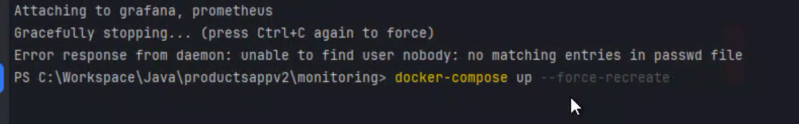 Attaching to grafana, prometheus
Gracefully stopping... (press Ctrl+C again to force)
Error response from daemon: unable to find user nobody: no matching entries in passwd file
PS C:\Workspace\Java\productsappv2\monitoring> docker-compose up --force-recreate